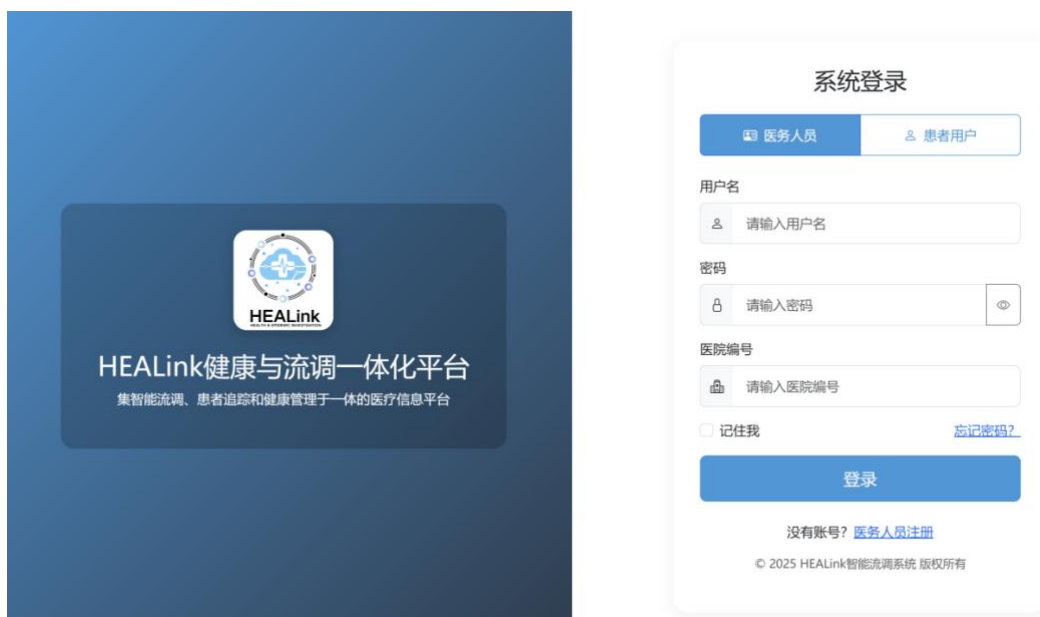 HEALink
HEALink健康与流调一体化平台
集智能流调、患者追踪和健康管理于一体的医疗信息平台
系统登录
医务人员 患者用户
用户名
请输入用户名
密码
请输入密码
医院编号
请输入医院编号
记住我 忘记密码?
登录
没有账号? 医务人员注册
© 2025 HEALink智能流调系统 版权所有